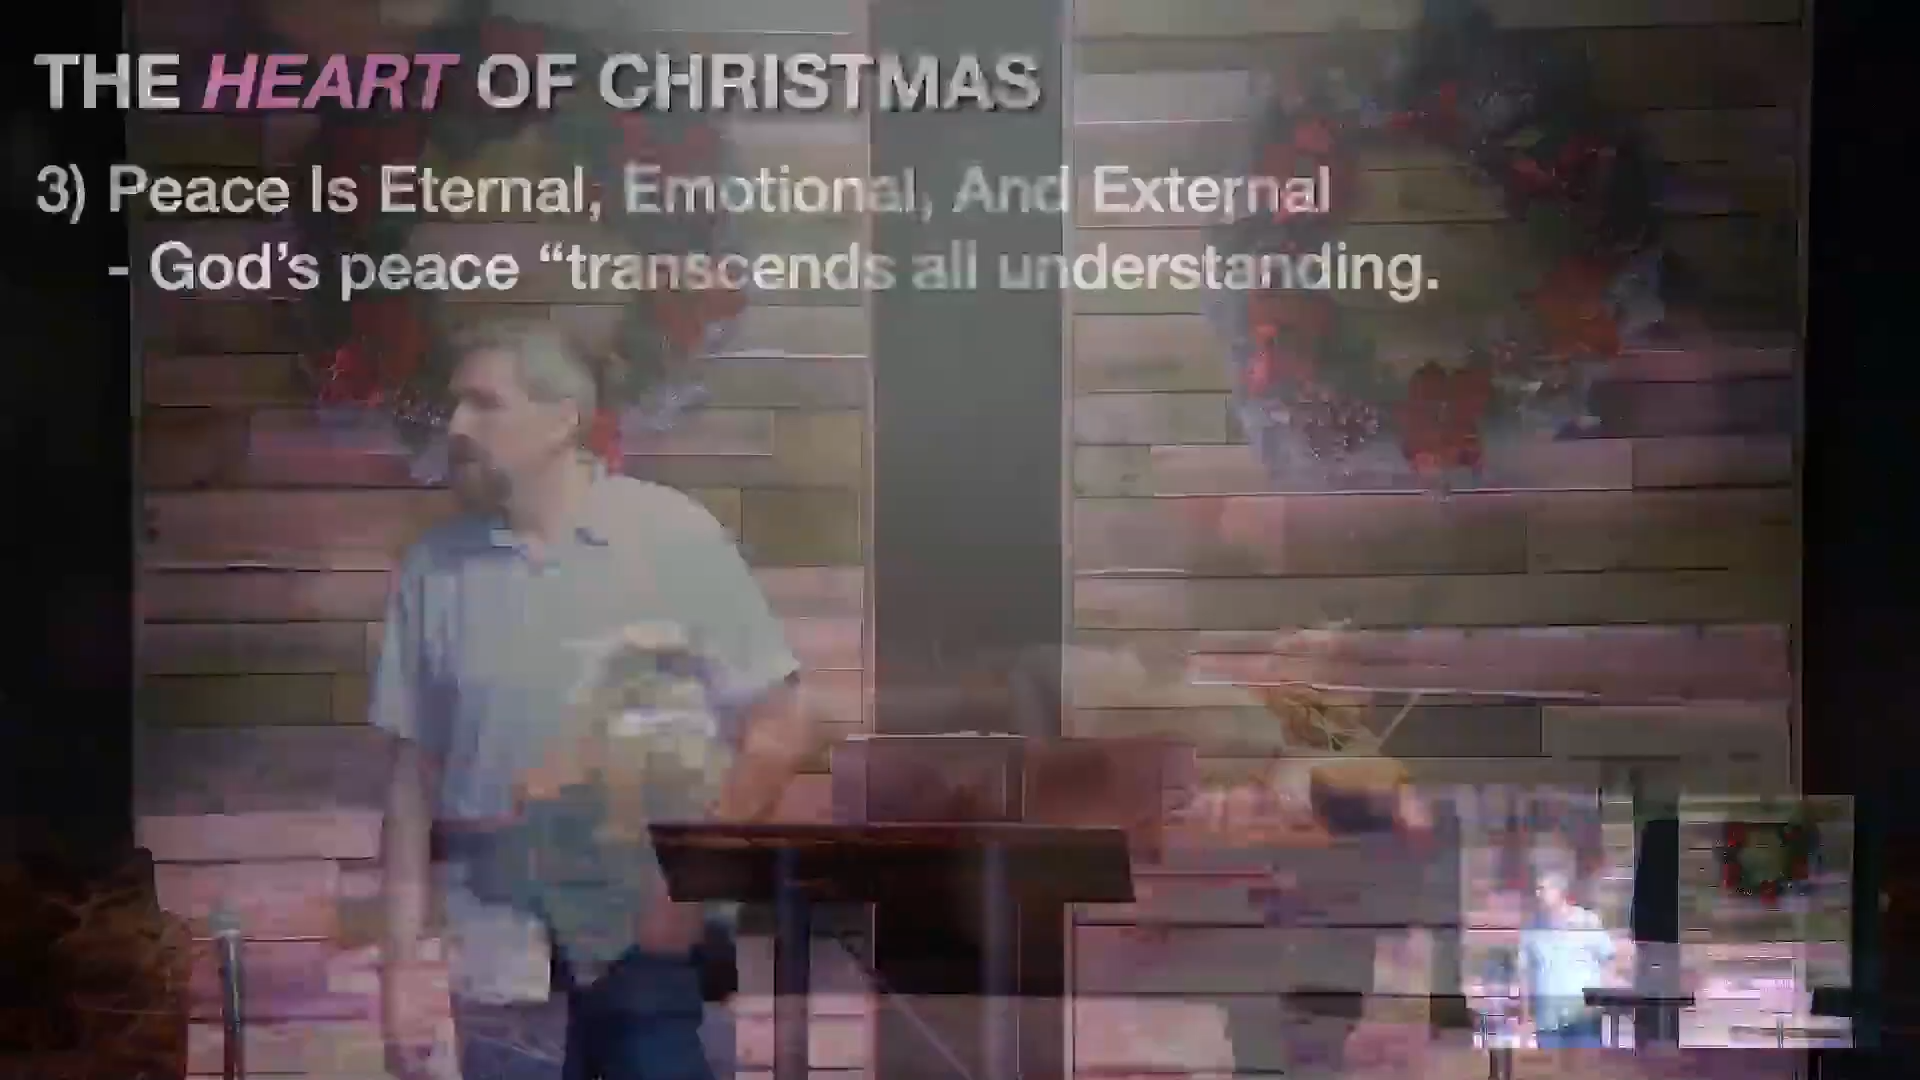 THE HEART OF CHRISTMAS
3) Peace Is Eternal, Emotional, And External
- God’s peace “transcends all understanding.